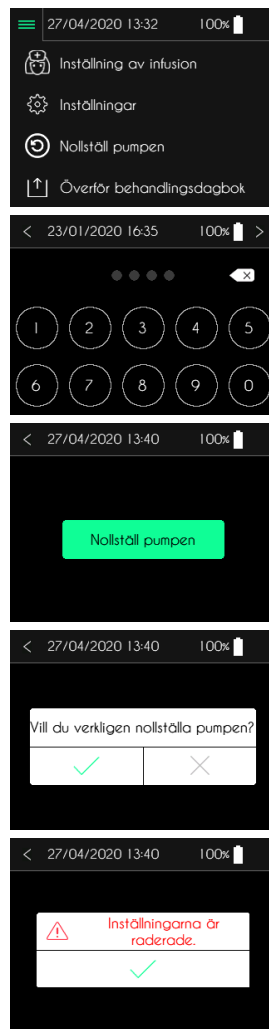 27/04/2020 13:32 100%
Inställning av infusion
Inställningar
Nollställ pumpen
Överför behandlingsdagbok
< 23/01/2020 16:35 100% >
1 2 3 4 5
6 7 8 9 0
< 27/04/2020 13:40 100%
Nollställ pumpen
< 27/04/2020 13:40 100%
Vill du verkligen nollställa pumpen?
< 27/04/2020 13:40 100%
Inställningarna är
raderade.